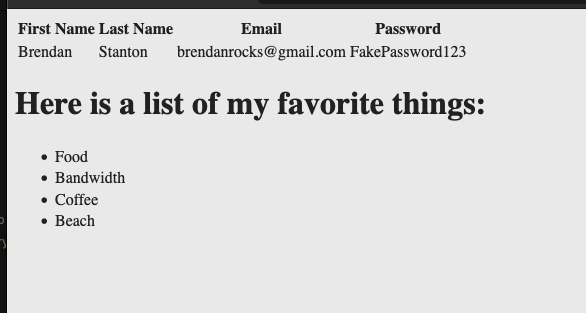 First Name Last Name Email Password
Brendan Stanton brendanrocks@gmail.com FakePassword123
Here is a list of my favorite things:
• Food
• Bandwidth
• Coffee
• Beach